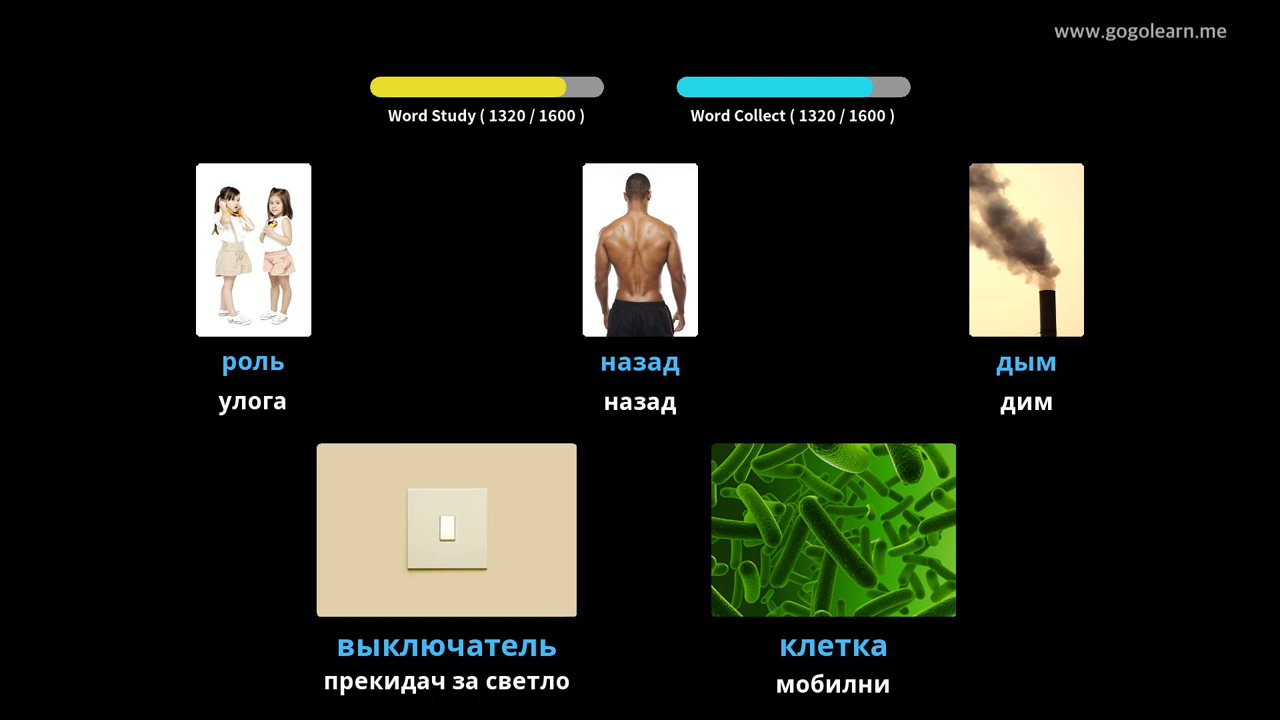 www.gogolearn.me
Word Study ( 1320 / 1600 )
Word Collect ( 1320 / 1600 )
роль
назад
дым
улога
назад
дим
выключатель
клетка
прекидач за светло
мобилни